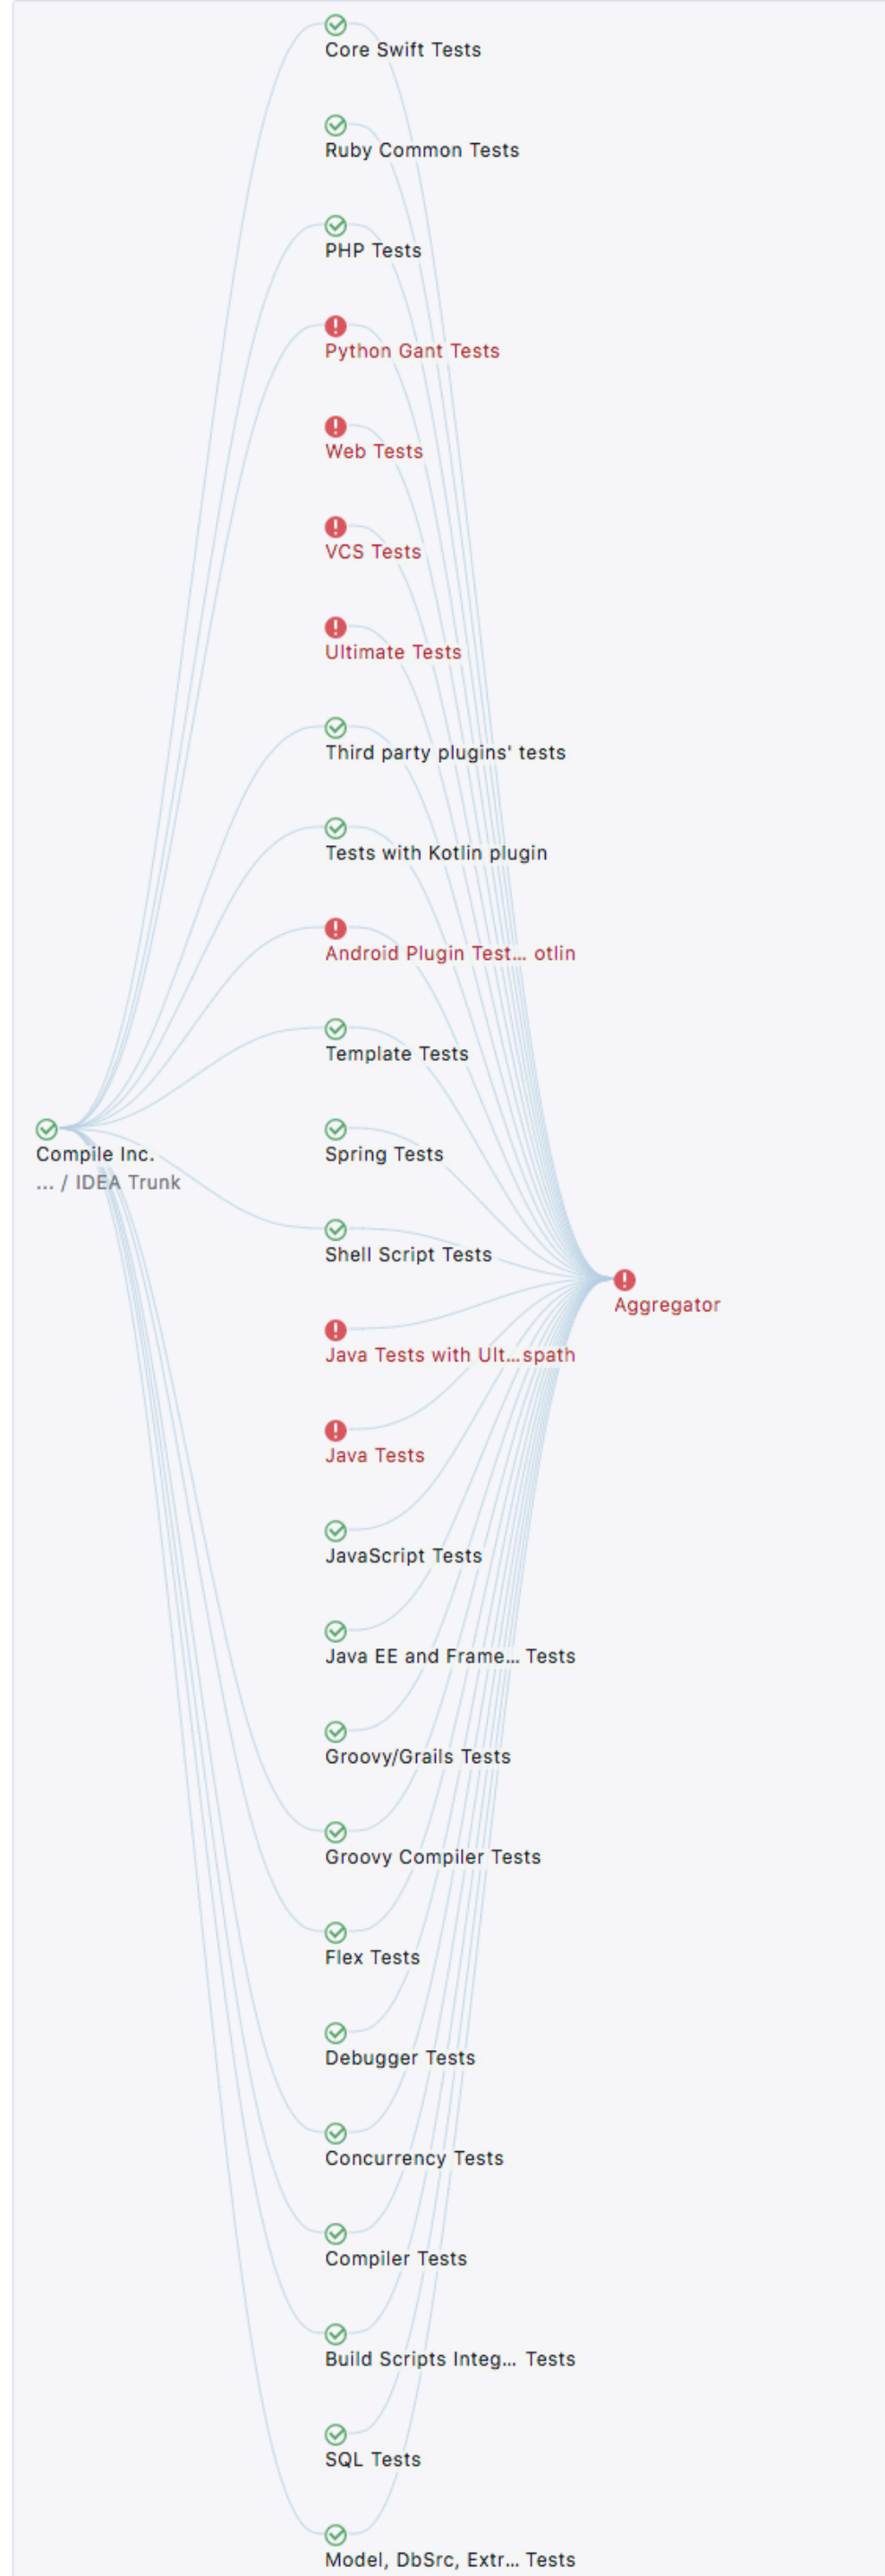 Core Swift Tests
Ruby Common Tests
PHP Tests
Python Gant Tests
Web Tests
VCS Tests
Ultimate Tests
Third party plugins' tests
Tests with Kotlin plugin
Android Plugin Test... otlin
Template Tests
Compile Inc.
... / IDEA Trunk
Spring Tests
Shell Script Tests
Aggregator
Java Tests with Ult...spath
Java Tests
JavaScript Tests
Java EE and Frame... Tests
Groovy/Grails Tests
Groovy Compiler Tests
Flex Tests
Debugger Tests
Concurrency Tests
Compiler Tests
Build Scripts Integ... Tests
SQL Tests
Model, DbSrc, Extr... Tests